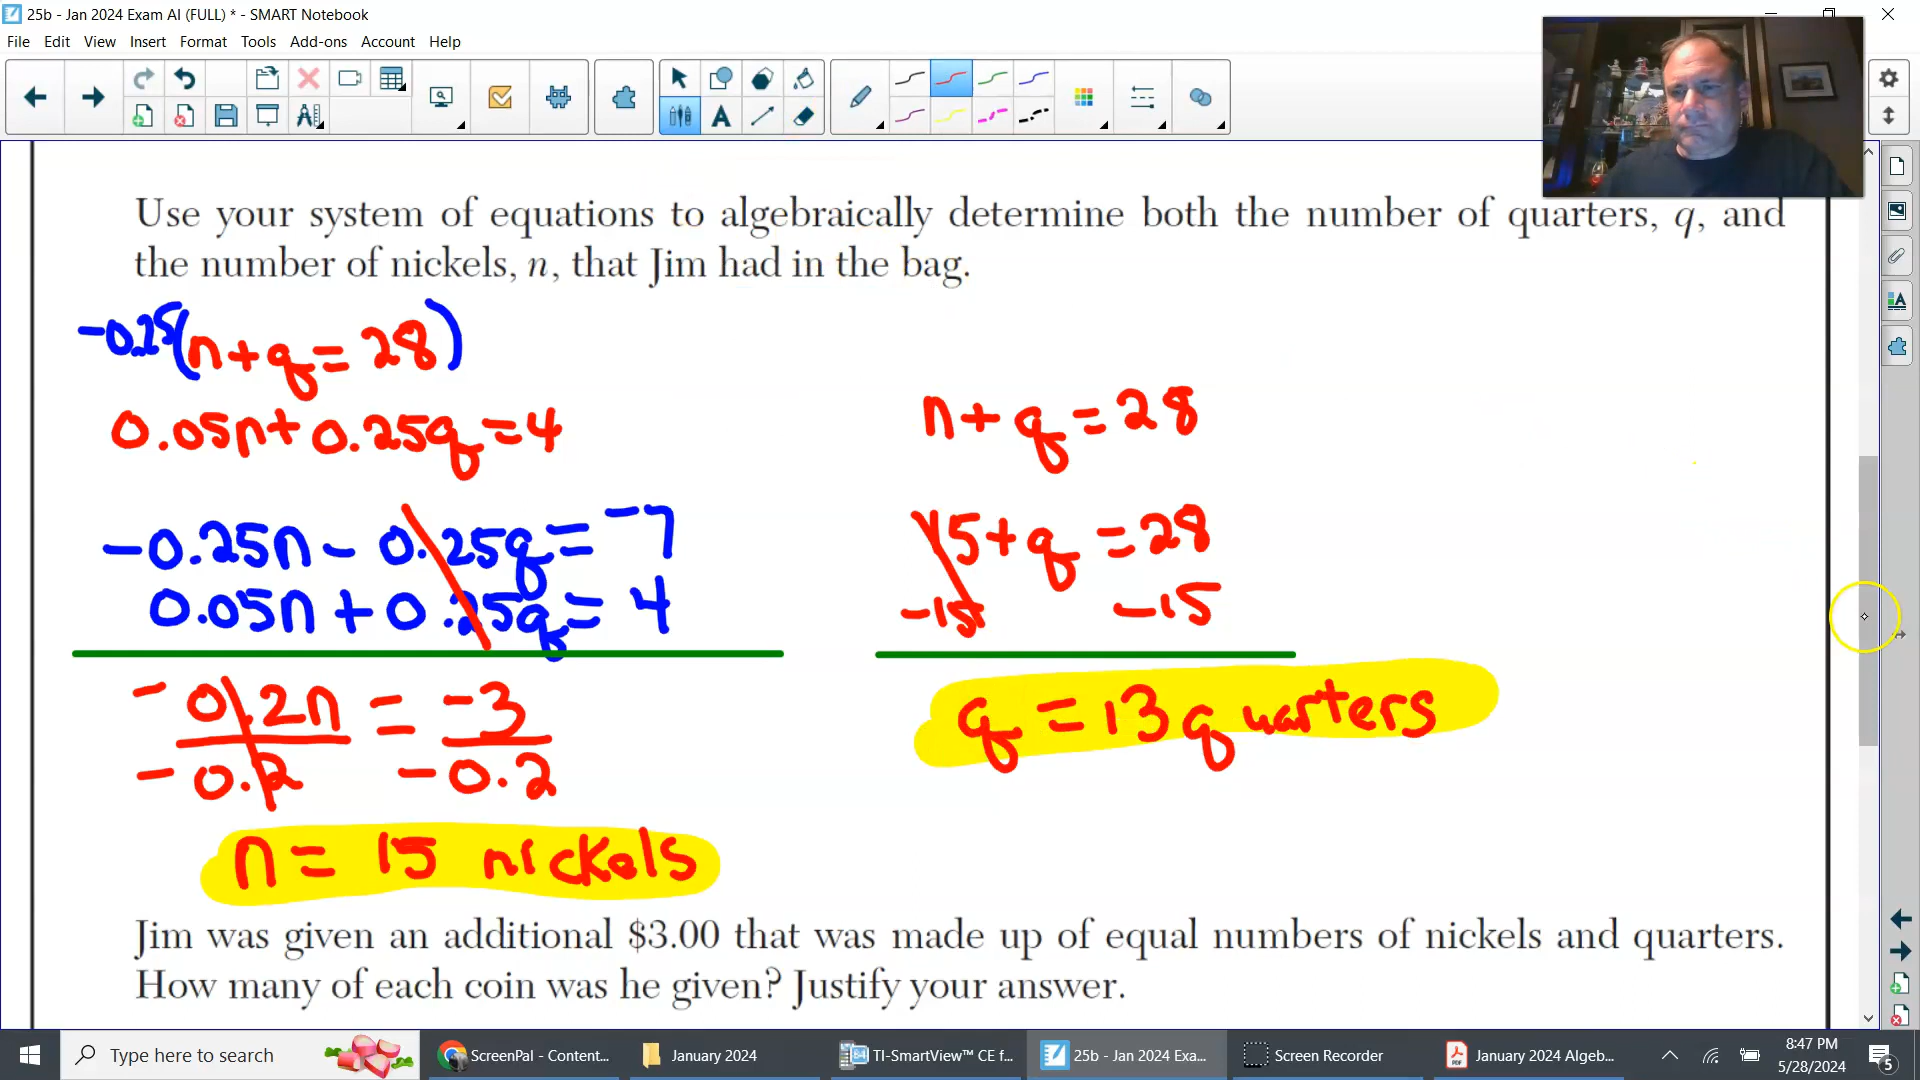 25b - Jan 2024 Exam AI (FULL) * - SMART Notebook
File Edit View Insert Format Tools Add-ons Account Help
Use your system of equations to algebraically determine both the number of quarters, q, and
the number of nickels, n, that Jim had in the bag.
-0.25(n+q=28)
0.05n+0.25q=4
n+q=28
-0.25n-0.25q=-7
0.05n+0.25q=4
15+q=28
-15 -15
-0.2n = -3
-0.2 -0.2
q = 13 quarters
n = 15 nickels
Jim was given an additional $3.00 that was made up of equal numbers of nickels and quarters.
How many of each coin was he given? Justify your answer.
Type here to search
ScreenPal - Content...
January 2024
TI-SmartView™ CE f...
25b - Jan 2024 Exa...
Screen Recorder
January 2024 Algeb...
8:47 PM
5/28/2024
5